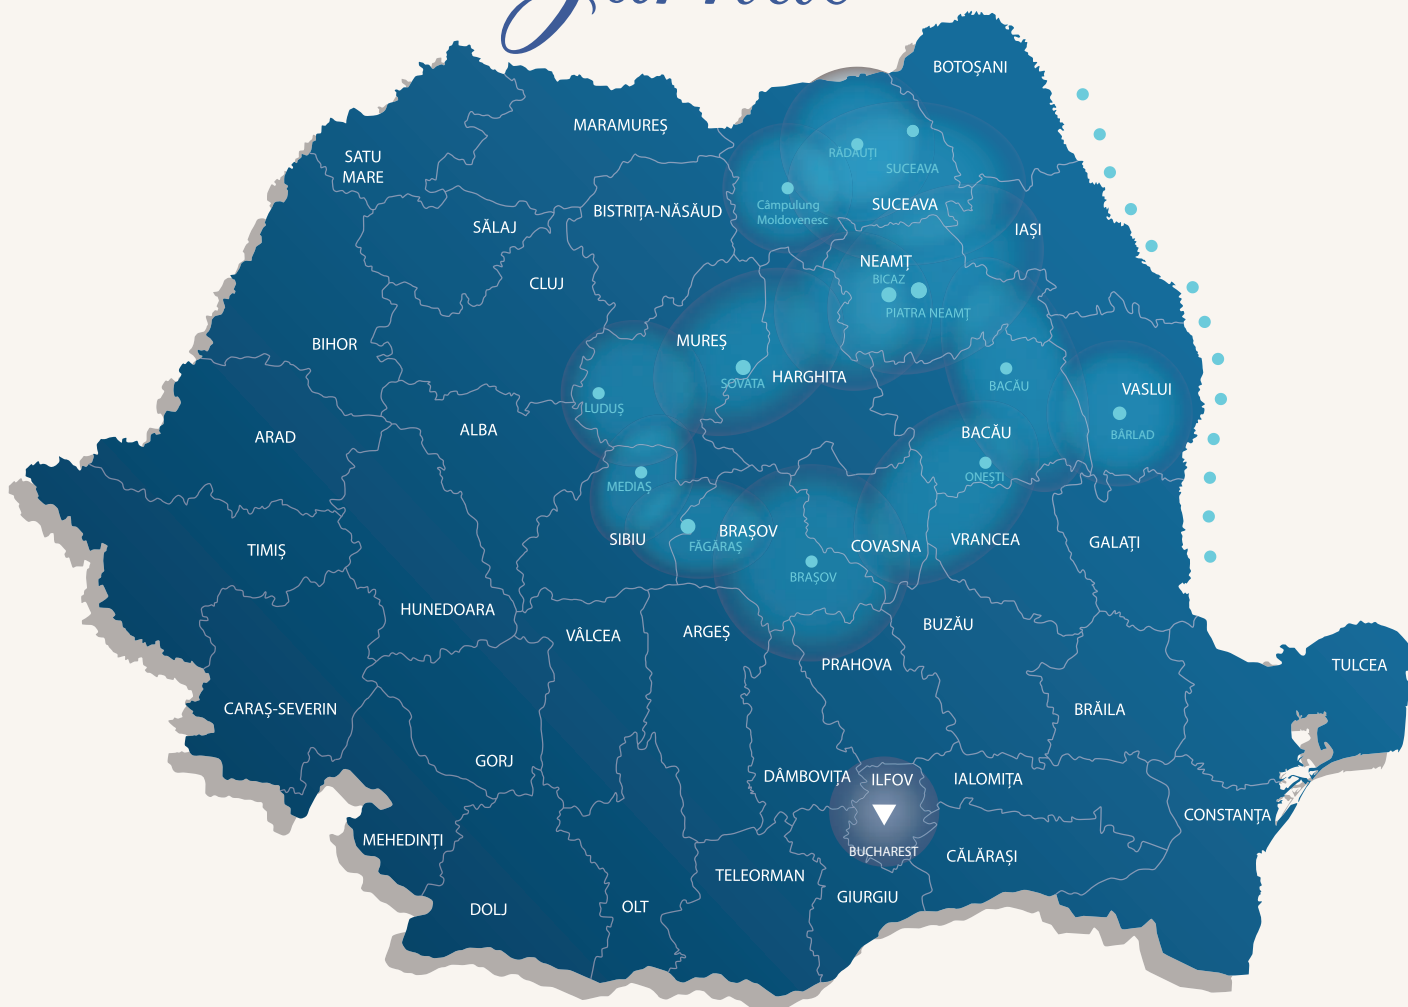 BOTOȘANI
MARAMUREȘ
SATU
MARE
RĂDĂUȚI
SUCEAVA
Câmpulung
Moldovenesc
SUCEAVA
BISTRIȚA-NĂSĂUD
SĂLAJ
IAȘI
NEAMȚ
BICAZ
CLUJ
PIATRA NEAMȚ
BIHOR
MUREȘ
SOVATA
HARGHITA
BACĂU
VASLUI
LUDUȘ
ARAD
ALBA
BACĂU
BÂRLAD
ONEȘTI
MEDIAȘ
SIBIU
BRAȘOV
FĂGĂRAȘ
COVASNA
VRANCEA
GALAȚI
TIMIȘ
BRAȘOV
HUNEDOARA
VÂLCEA
ARGEȘ
BUZĂU
PRAHOVA
TULCEA
CARAȘ-SEVERIN
BRĂILA
GORJ
DÂMBOVIȚA
ILFOV
IALOMIȚA
CONSTANȚA
MEHEDINȚI
BUCHAREST
CĂLĂRAȘI
TELEORMAN
GIURGIU
DOLJ
OLT